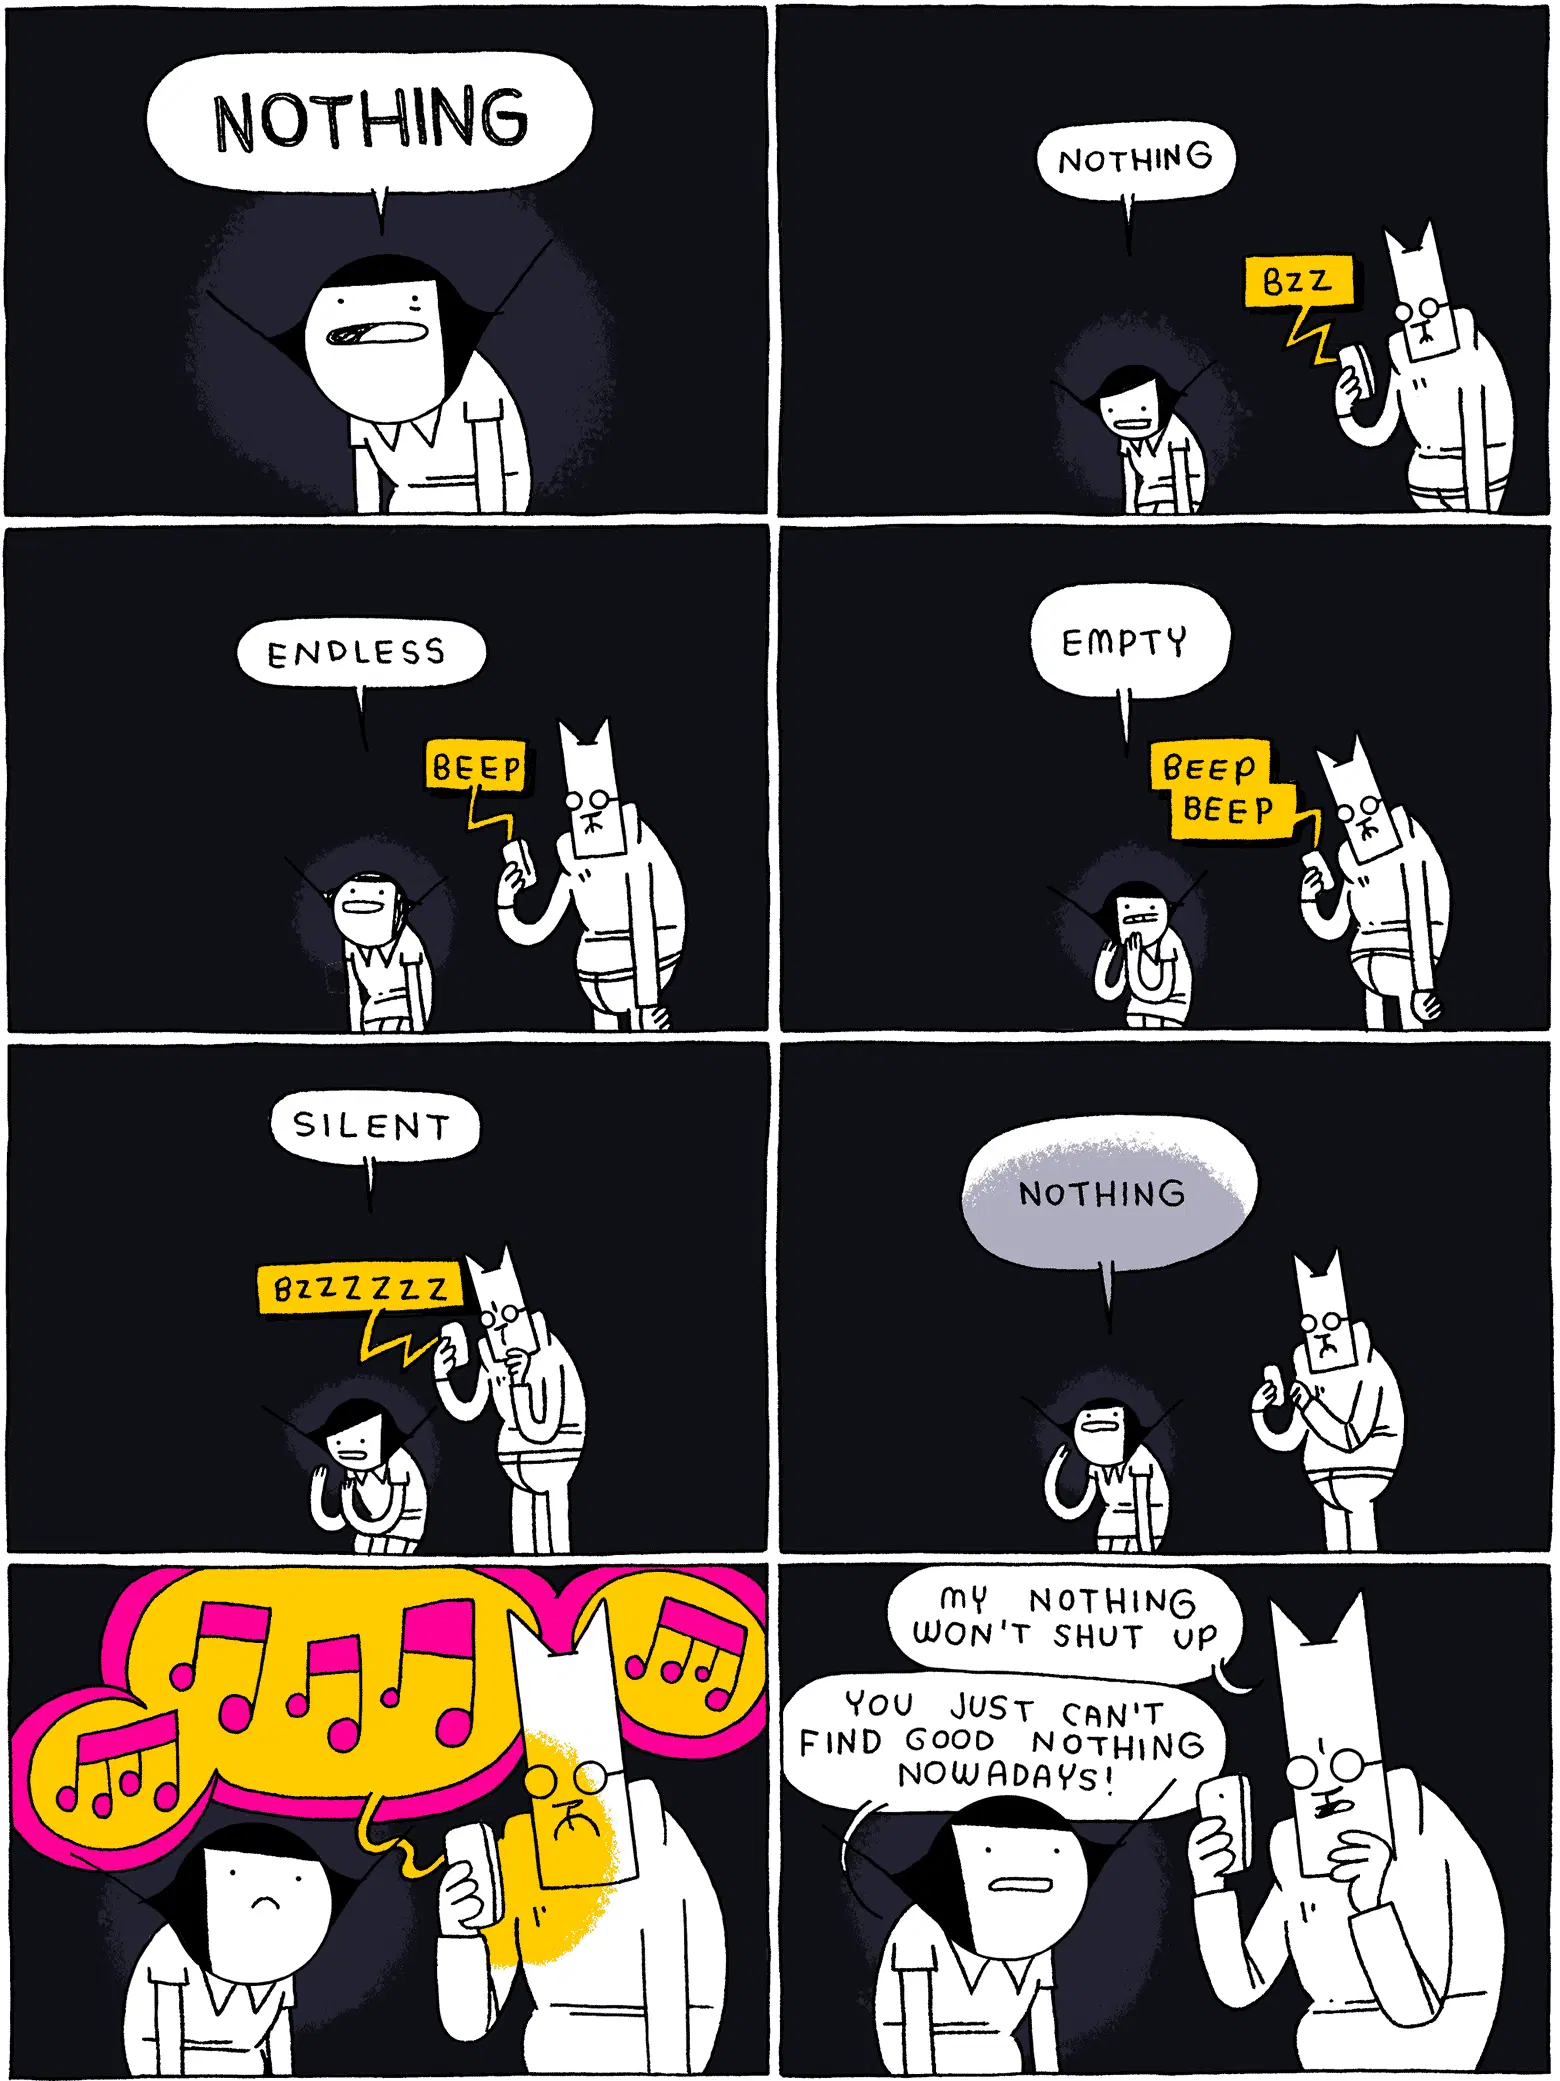 NOTHING
NOTHING
BZZ
ENDLESS
BEEP
EMPTY
BEEP
BEEP
SILENT
BZZZZZZ
NOTHING
MY NOTHING
WON'T SHUT UP
YOU JUST CAN'T
FIND GOOD NOTHING
NOWADAYS!